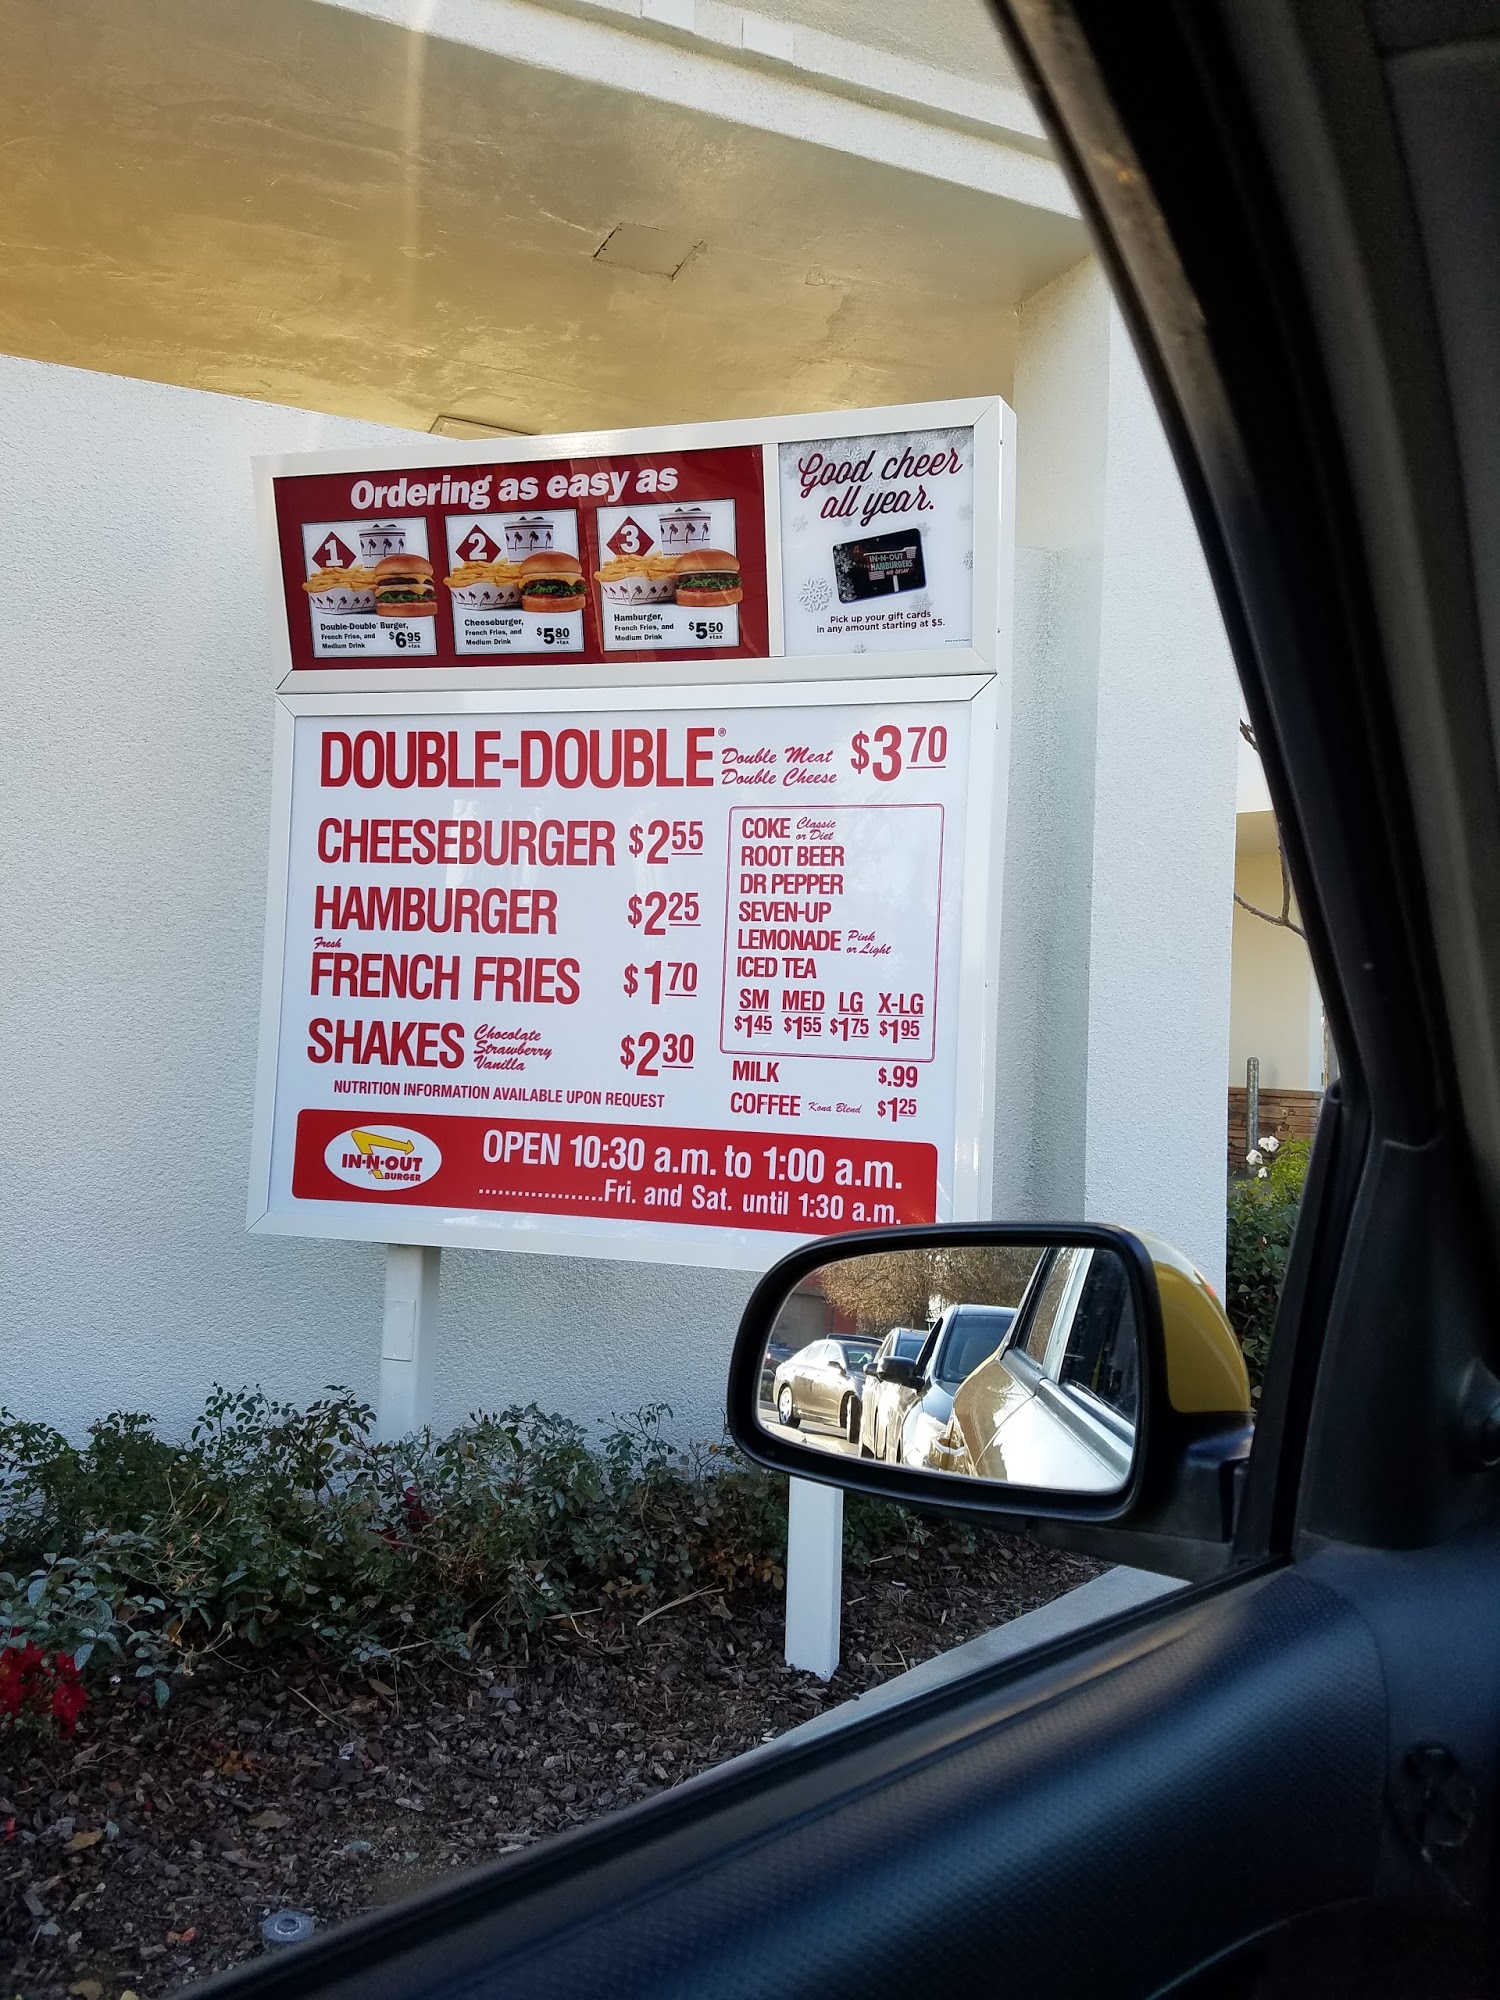 Ordering as easy as
1
Double-Double® Burger,
French Fries, and
Medium Drink
$6 95
+tax
2
Cheeseburger,
French Fries, and
Medium Drink
$5 80
+tax
3
Hamburger,
French Fries, and
Medium Drink
$5 50
+tax
Good cheer
all year.
IN-N-OUT
HAMBURGERS
NO DELAY
Pick up your gift cards
in any amount starting at $5.
DOUBLE-DOUBLE® Double Meat Double Cheese $3 70
CHEESEBURGER $2 55
HAMBURGER $2 25
Fresh
FRENCH FRIES $1 70
SHAKES Chocolate Strawberry Vanilla $2 30
NUTRITION INFORMATION AVAILABLE UPON REQUEST
COKE Classic or Diet
ROOT BEER
DR PEPPER
SEVEN-UP
LEMONADE Pink or Light
ICED TEA
SM MED LG X-LG
$1 45 $1 55 $1 75 $1 95
MILK $.99
COFFEE Kona Blend $1 25
IN-N-OUT
BURGER
OPEN 10:30 a.m. to 1:00 a.m.
...................Fri. and Sat. until 1:30 a.m.